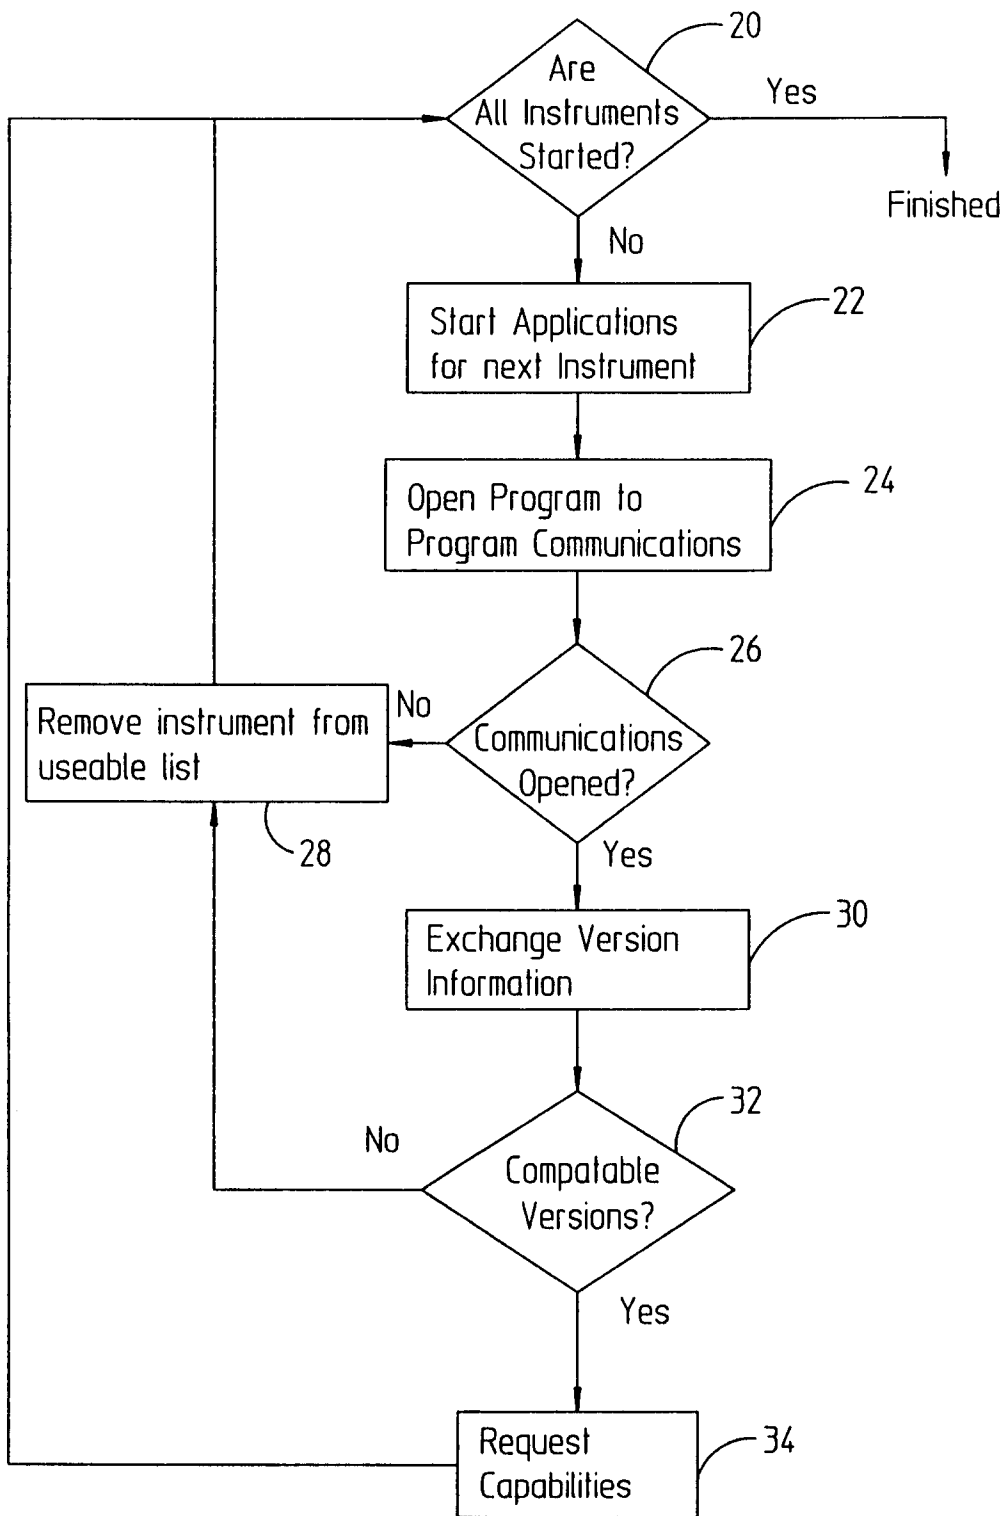 20
Are
All Instruments
Started?
Yes
Finished
No
22
Start Applications
for next Instrument
24
Open Program to
Program Communications
26
Communications
Opened?
No
Remove instrument from
useable list
28
Yes
30
Exchange Version
Information
32
No
Compatable
Versions?
Yes
34
Request
Capabilities